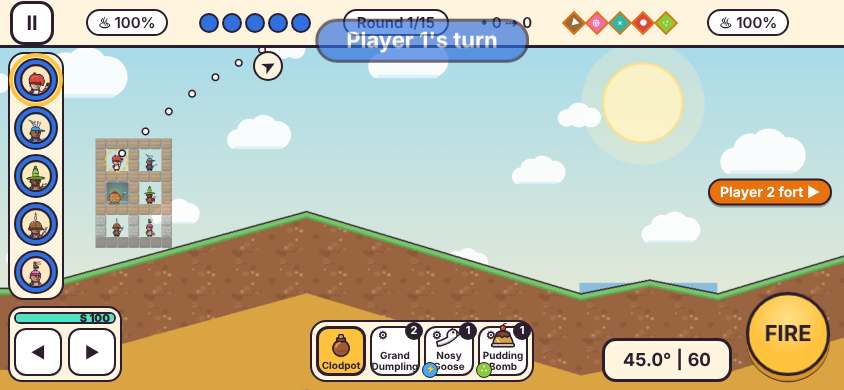 100%
Round 1/15
0 → 0
100%
Player 1's turn
Player 2 fort
$ 100
Clodpot
2
Grand
Dumpling
1
Nosy
Goose
1
Pudding
Bomb
45.0° | 60
FIRE